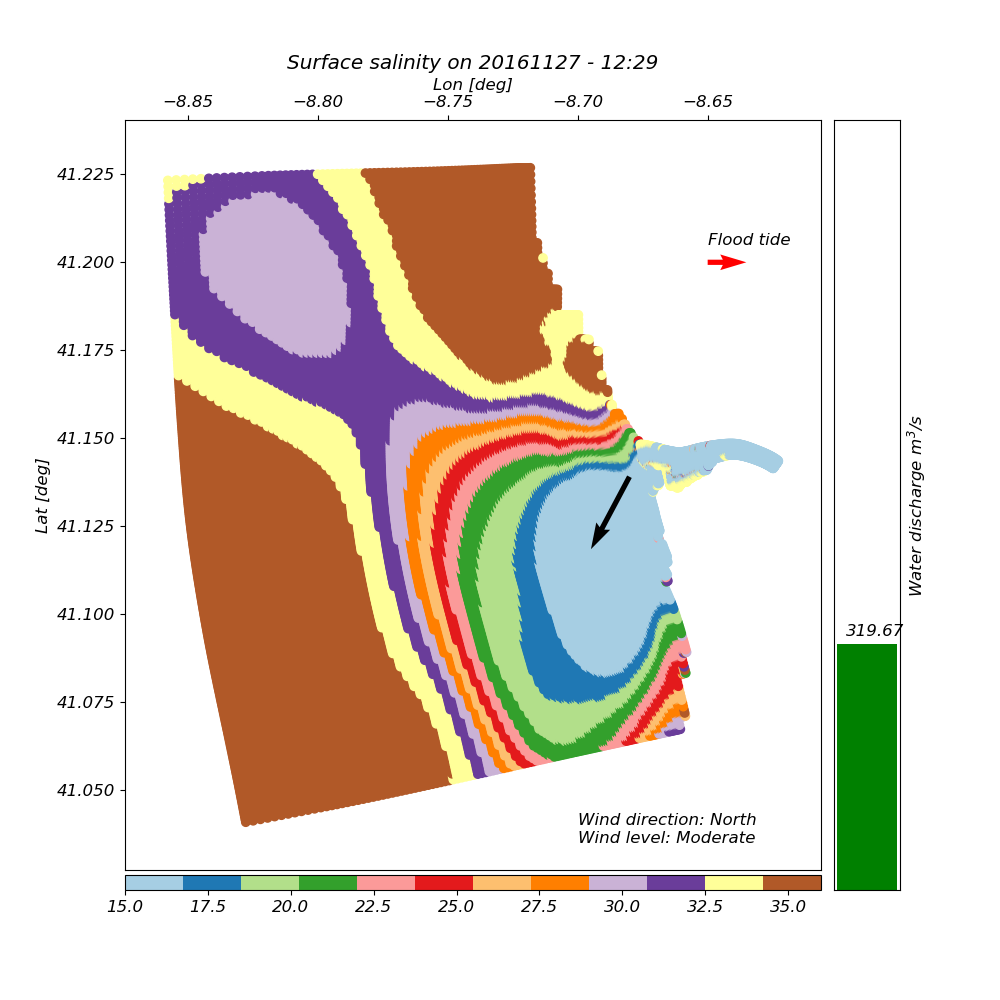 Surface salinity on 20161127 - 12:29
Lon [deg]
−8.85 −8.80 −8.75 −8.70 −8.65
41.225
41.200
41.175
41.150
41.125
41.100
41.075
41.050
Lat [deg]
Flood tide
Wind direction: North
Wind level: Moderate
15.0 17.5 20.0 22.5 25.0 27.5 30.0 32.5 35.0
319.67
Water discharge m³/s